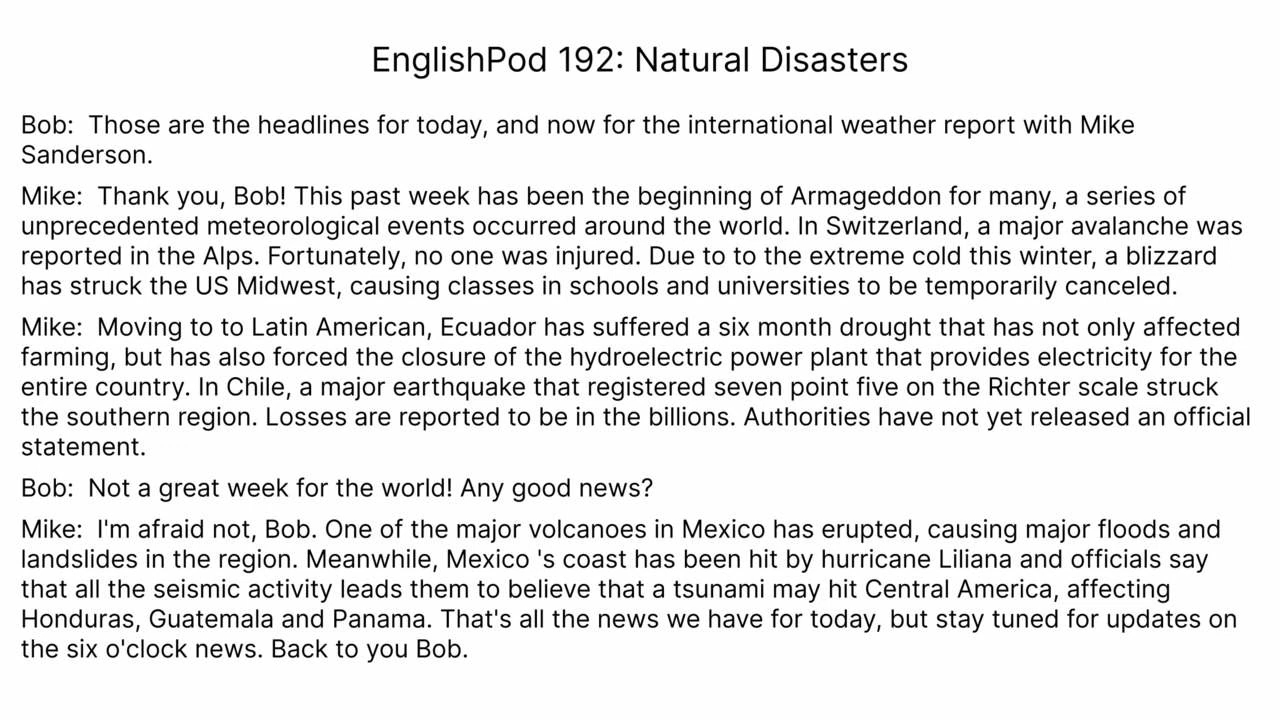 EnglishPod 192: Natural Disasters
Bob:  Those are the headlines for today, and now for the international weather report with Mike
Sanderson.
Mike:  Thank you, Bob! This past week has been the beginning of Armageddon for many, a series of
unprecedented meteorological events occurred around the world. In Switzerland, a major avalanche was
reported in the Alps. Fortunately, no one was injured. Due to to the extreme cold this winter, a blizzard
has struck the US Midwest, causing classes in schools and universities to be temporarily canceled.
Mike:  Moving to to Latin American, Ecuador has suffered a six month drought that has not only affected
farming, but has also forced the closure of the hydroelectric power plant that provides electricity for the
entire country. In Chile, a major earthquake that registered seven point five on the Richter scale struck
the southern region. Losses are reported to be in the billions. Authorities have not yet released an official
statement.
Bob:  Not a great week for the world! Any good news?
Mike:  I'm afraid not, Bob. One of the major volcanoes in Mexico has erupted, causing major floods and
landslides in the region. Meanwhile, Mexico 's coast has been hit by hurricane Liliana and officials say
that all the seismic activity leads them to believe that a tsunami may hit Central America, affecting
Honduras, Guatemala and Panama. That's all the news we have for today, but stay tuned for updates on
the six o'clock news. Back to you Bob.